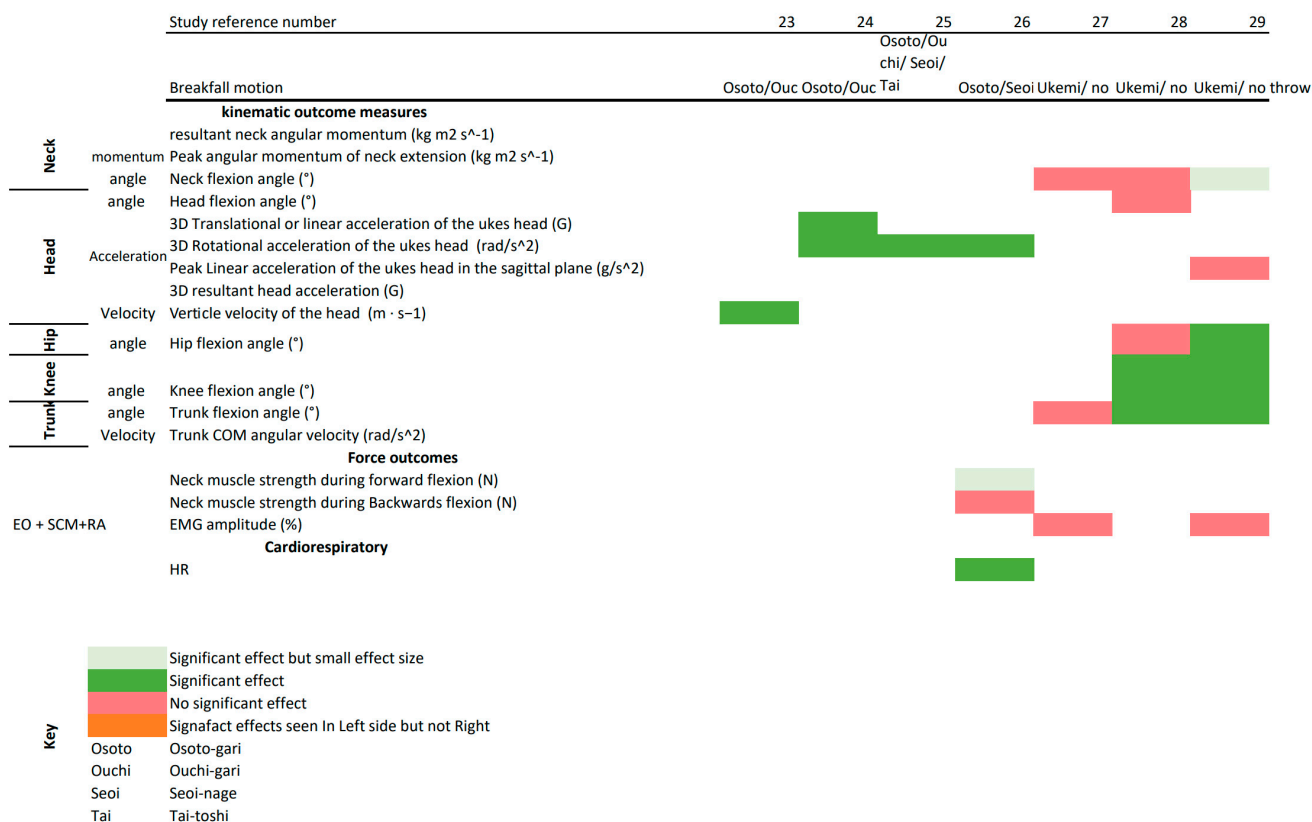 Study reference number 23 24 25 26 27 28 29
Osoto/Ou
chi/ Seoi/
Tai
Breakfall motion Osoto/Ouc Osoto/Ouc Osoto/Seoi Ukemi/ no Ukemi/ no Ukemi/ no throw
kinematic outcome measures
Neck
resultant neck angular momentum (kg m2 s^-1)
momentum Peak angular momentum of neck extension (kg m2 s^-1)
angle Neck flexion angle (°)
Head
angle Head flexion angle (°)
3D Translational or linear acceleration of the ukes head (G)
Acceleration 3D Rotational acceleration of the ukes head (rad/s^2)
Peak Linear acceleration of the ukes head in the sagittal plane (g/s^2)
3D resultant head acceleration (G)
Velocity Verticle velocity of the head (m · s−1)
Hip angle Hip flexion angle (°)
Knee angle Knee flexion angle (°)
Trunk angle Trunk flexion angle (°)
Velocity Trunk COM angular velocity (rad/s^2)
Force outcomes
Neck muscle strength during forward flexion (N)
Neck muscle strength during Backwards flexion (N)
EO + SCM+RA EMG amplitude (%)
Cardiorespiratory
HR
Key
Significant effect but small effect size
Significant effect
No significant effect
Signafact effects seen In Left side but not Right
Osoto Osoto-gari
Ouchi Ouchi-gari
Seoi Seoi-nage
Tai Tai-toshi